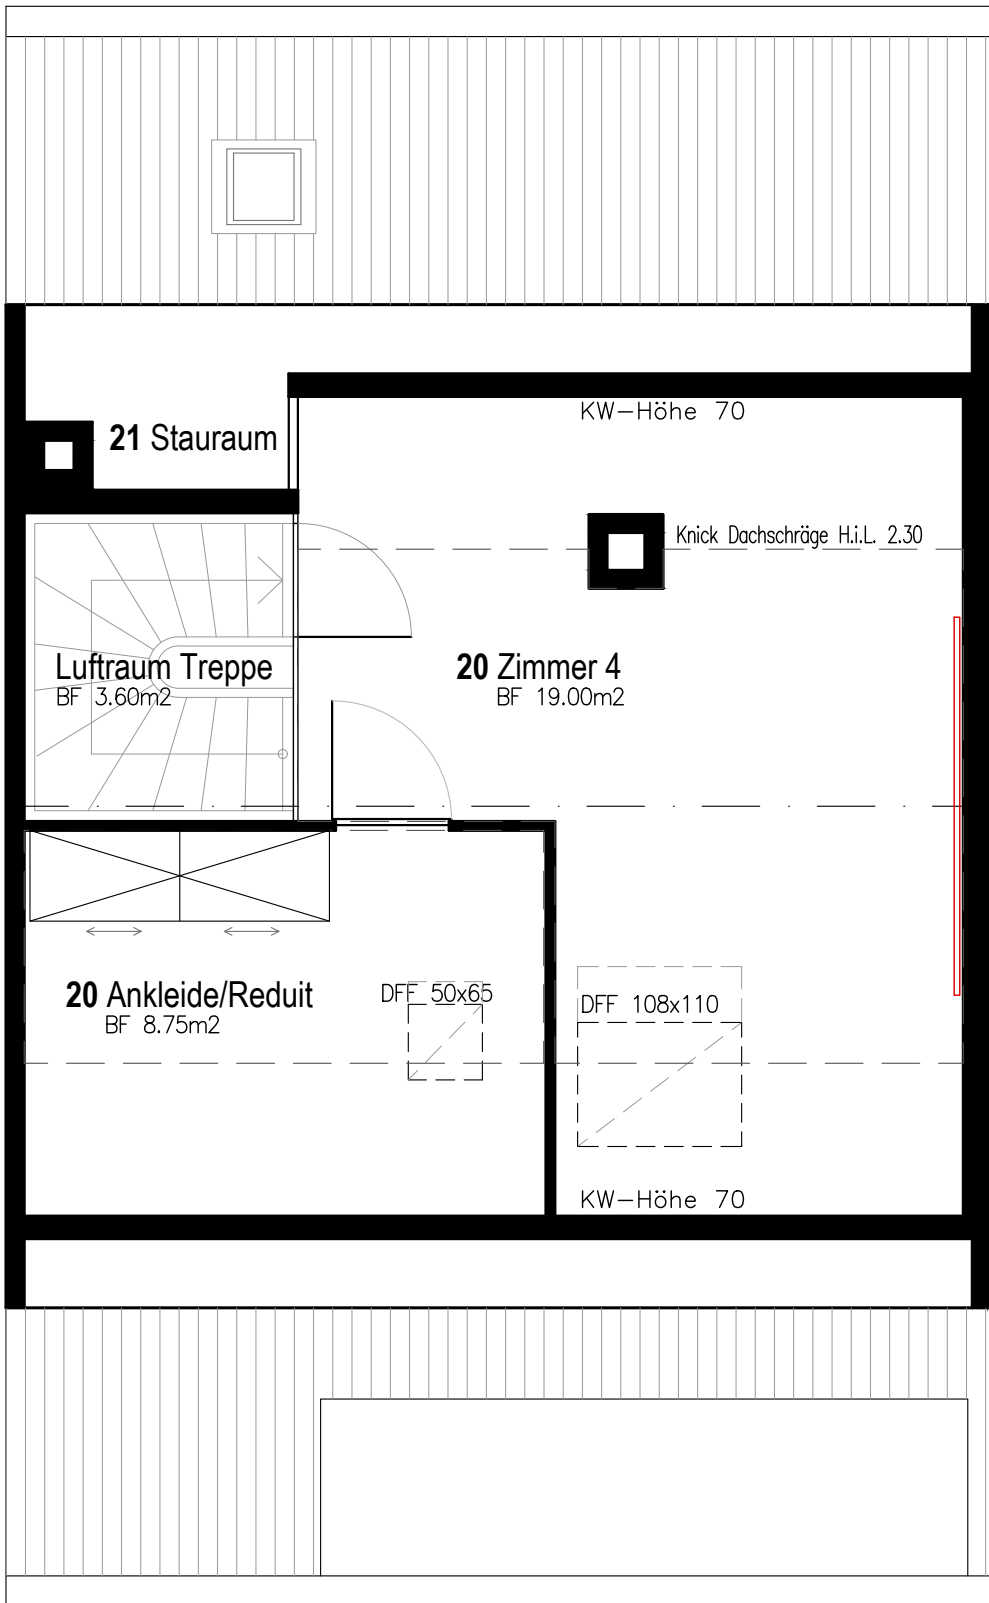 KW-Höhe 70
21 Stauraum
Knick Dachschräge H.i.L. 2.30
Luftraum Treppe
BF 3.60m2
20 Zimmer 4
BF 19.00m2
20 Ankleide/Reduit
BF 8.75m2
DFF 50x65
DFF 108x110
KW-Höhe 70